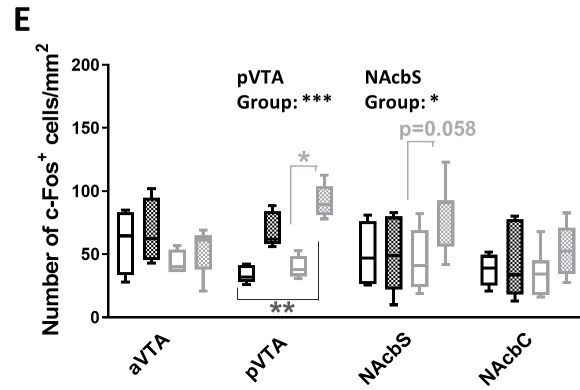 E
Number of c-Fos⁺ cells/mm²
200
150
100
50
0
pVTA
Group: ***
NAcbS
Group: *
p=0.058
*
**
aVTA
pVTA
NAcbS
NAcbC